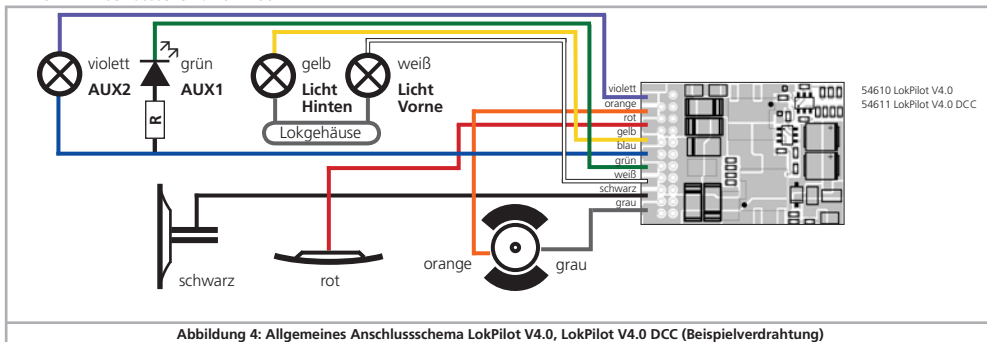 violett
AUX2
grün
AUX1
R
gelb
Licht
Hinten
weiß
Licht
Vorne
Lokgehäuse
violett
orange
rot
gelb
blau
grün
weiß
schwarz
grau
54610 LokPilot V4.0
54611 LokPilot V4.0 DCC
schwarz
rot
orange
grau
Abbildung 4: Allgemeines Anschlussschema LokPilot V4.0, LokPilot V4.0 DCC (Beispielverdrahtung)